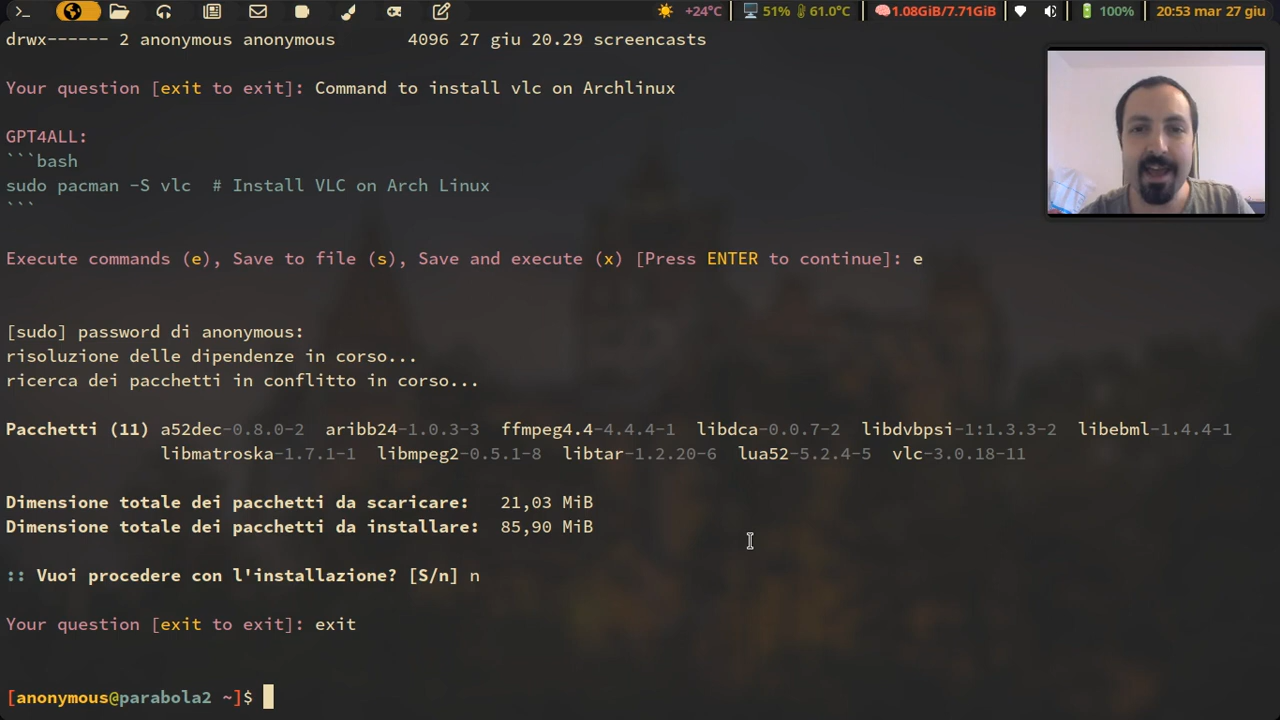 +24°C 51% 61.0°C 1.08GiB/7.71GiB 100% 20:53 mar 27 giu
drwx------ 2 anonymous anonymous 4096 27 giu 20.29 screencasts
Your question [exit to exit]: Command to install vlc on Archlinux
GPT4ALL:
```bash
sudo pacman -S vlc # Install VLC on Arch Linux
```
Execute commands (e), Save to file (s), Save and execute (x) [Press ENTER to continue]: e
[sudo] password di anonymous:
risoluzione delle dipendenze in corso...
ricerca dei pacchetti in conflitto in corso...
Pacchetti (11) a52dec-0.8.0-2 aribb24-1.0.3-3 ffmpeg4.4-4.4.4-1 libdca-0.0.7-2 libdvbpsi-1:1.3.3-2 libebml-1.4.4-1
libmatroska-1.7.1-1 libmpeg2-0.5.1-8 libtar-1.2.20-6 lua52-5.2.4-5 vlc-3.0.18-11
Dimensione totale dei pacchetti da scaricare: 21,03 MiB
Dimensione totale dei pacchetti da installare: 85,90 MiB
:: Vuoi procedere con l'installazione? [S/n] n
Your question [exit to exit]: exit
[anonymous@parabola2 ~]$